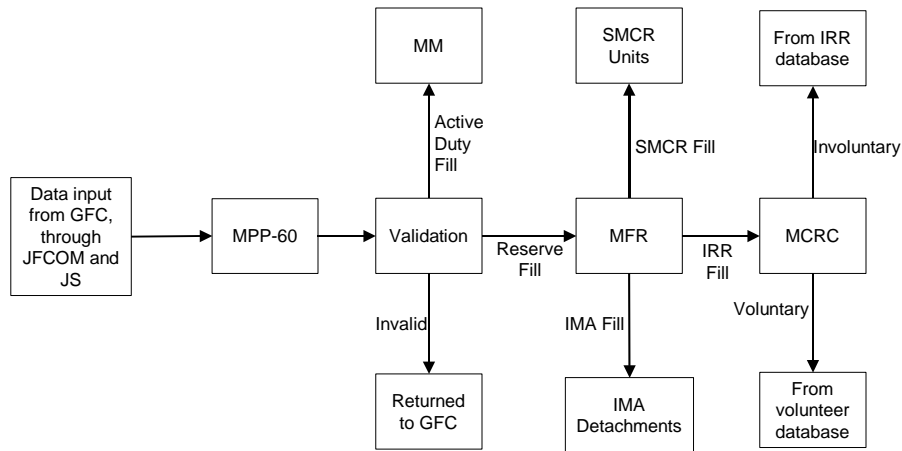 MM
SMCR
Units
From IRR
database
Active
Duty
Fill
SMCR Fill
Involuntary
Data input
from GFC,
through
JFCOM and
JS
MPP-60
Validation
Reserve
Fill
MFR
IRR
Fill
MCRC
Invalid
IMA Fill
Voluntary
Returned
to GFC
IMA
Detachments
From
volunteer
database